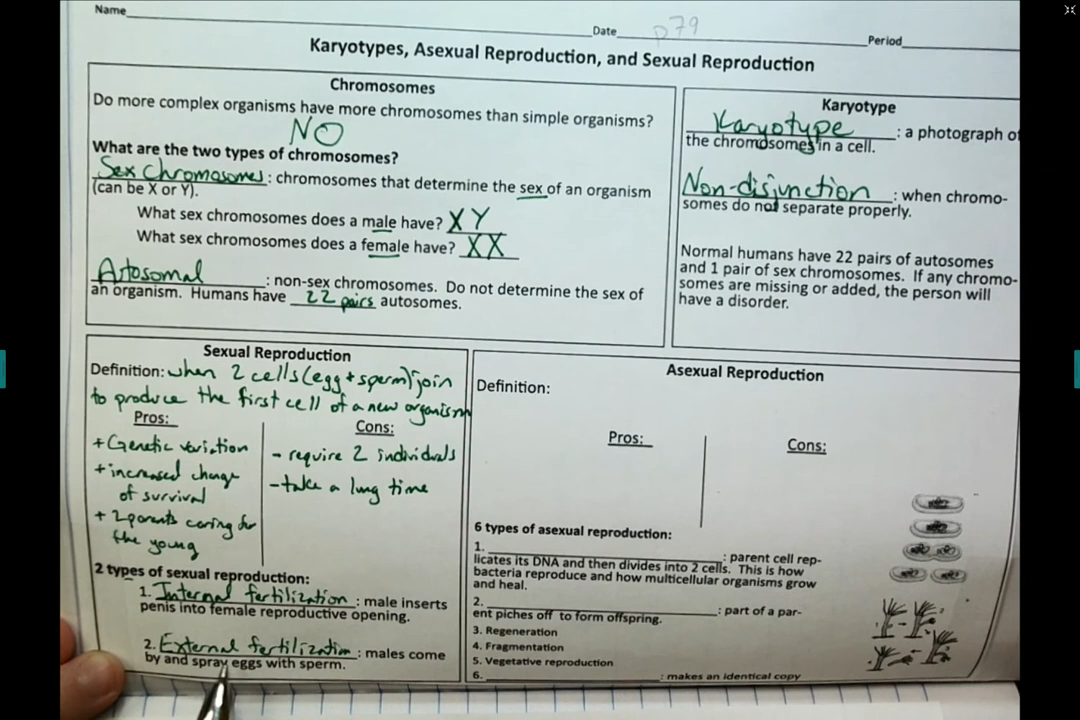 Name
Date p79
Period
Karyotypes, Asexual Reproduction, and Sexual Reproduction
Chromosomes
Do more complex organisms have more chromosomes than simple organisms?
NO
What are the two types of chromosomes?
Sex Chromosomes: chromosomes that determine the sex of an organism
(can be X or Y).
What sex chromosomes does a male have? XY
What sex chromosomes does a female have? XX
Artosomal: non-sex chromosomes. Do not determine the sex of
an organism. Humans have 22 pairs autosomes.
Karyotype
Karyotype: a photograph of
the chromosomes in a cell.
Non-disjunction: when chromo-
somes do not separate properly.
Normal humans have 22 pairs of autosomes
and 1 pair of sex chromosomes. If any chromo-
somes are missing or added, the person will
have a disorder.
Sexual Reproduction
Definition: when 2 cells (egg + sperm) join
to produce the first cell of a new organism
Pros:
+ Genetic variation
+ increased change
of survival
+ 2 parents caring for
the young
Cons:
- require 2 individuals
- take a long time
2 types of sexual reproduction:
1. Internal fertilization: male inserts
penis into female reproductive opening.
2. External fertilization: males come
by and spray eggs with sperm.
Asexual Reproduction
Definition:
Pros:
Cons:
6 types of asexual reproduction:
1. : parent cell rep-
licates its DNA and then divides into 2 cells. This is how
bacteria reproduce and how multicellular organisms grow
and heal.
2. : part of a par-
ent piches off to form offspring.
3. Regeneration
4. Fragmentation
5. Vegetative reproduction
6. : makes an identical copy